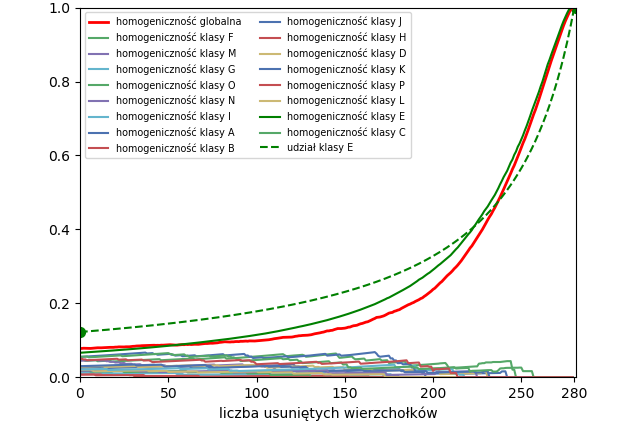 1.0
0.8
0.6
0.4
0.2
0.0
homogeniczność globalna
homogeniczność klasy F
homogeniczność klasy M
homogeniczność klasy G
homogeniczność klasy O
homogeniczność klasy N
homogeniczność klasy I
homogeniczność klasy A
homogeniczność klasy B
homogeniczność klasy J
homogeniczność klasy H
homogeniczność klasy D
homogeniczność klasy K
homogeniczność klasy P
homogeniczność klasy L
homogeniczność klasy E
homogeniczność klasy C
udział klasy E
0 50 100 150 200 250 280
liczba usuniętych wierzchołków